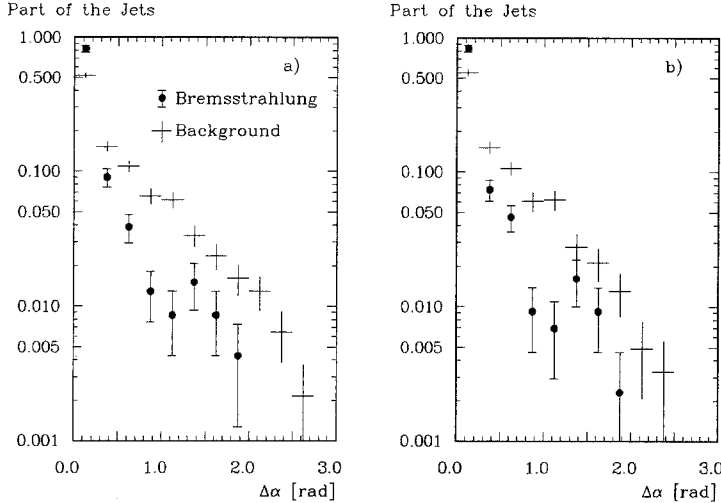 Part of the Jets
1.000
0.500
0.100
0.050
0.010
0.005
0.001
0.0
1.0
2.0
3.0
Δα [rad]
a)
Bremsstrahlung
Background
Part of the Jets
1.000
0.500
0.100
0.050
0.010
0.005
0.001
0.0
1.0
2.0
3.0
Δα [rad]
b)